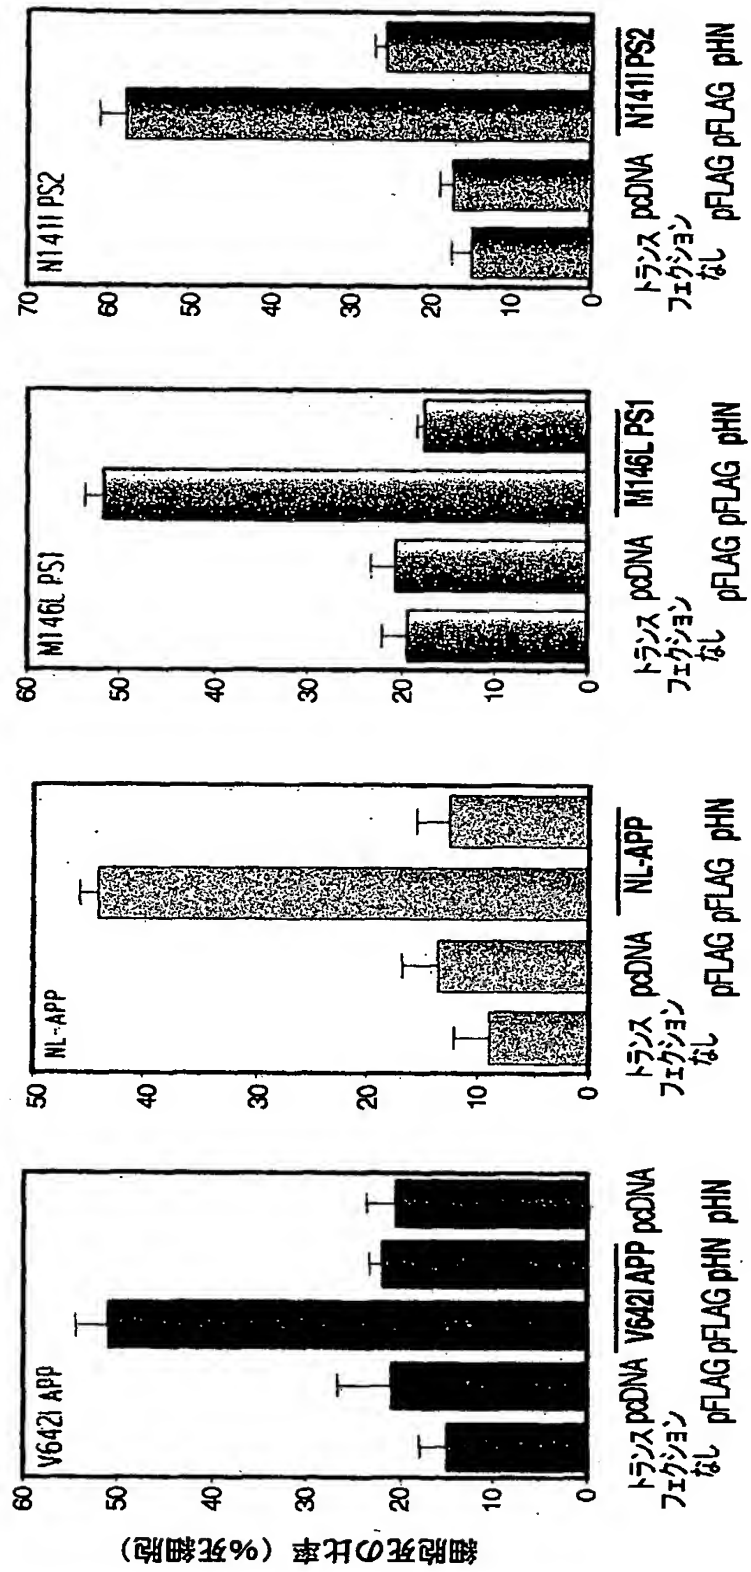 細胞死の比率 (%死細胞)
V642I APP
60
50
40
30
20
10
0
トランス pcDNA V642I APP pcDNA
フェクション
なし pFLAG pFLAG pHN pHN
NL-APP
50
40
30
20
10
0
トランス pcDNA NL-APP
フェクション
なし pFLAG pFLAG pHN
M146L PS1
60
50
40
30
20
10
0
トランス pcDNA M146L PS1
フェクション
なし pFLAG pFLAG pHN
N141I PS2
70
60
50
40
30
20
10
0
トランス pcDNA N141I PS2
フェクション
なし pFLAG pFLAG pHN